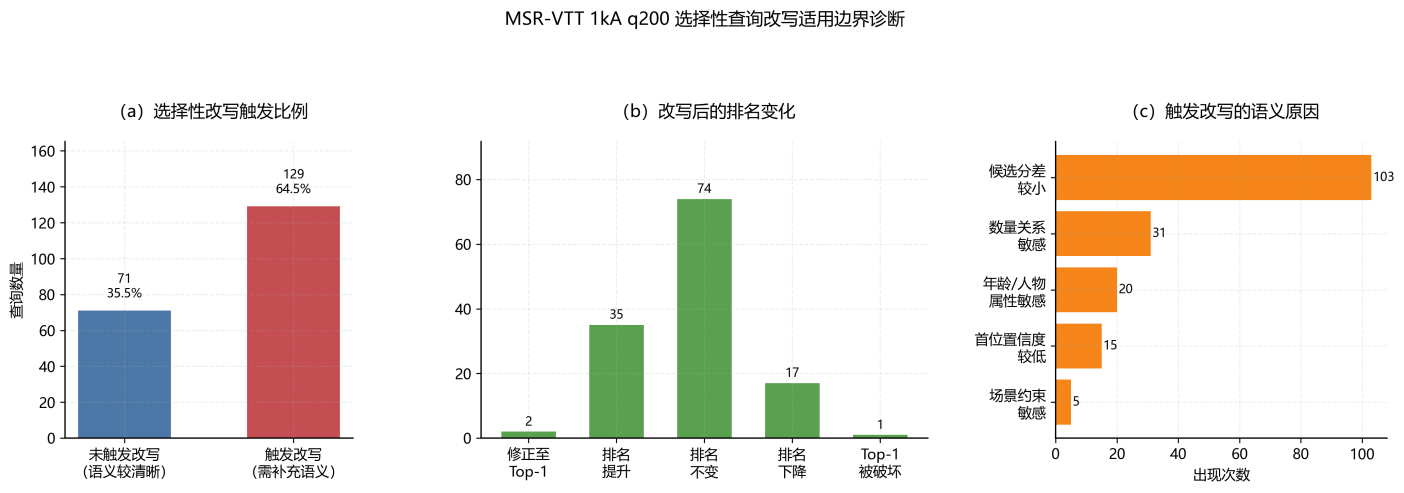 MSR-VTT 1kA q200 选择性查询改写适用边界诊断
（a）选择性改写触发比例
查询数量
160
140
120
100
80
60
40
20
0
71
35.5%
129
64.5%
未触发改写
（语义较清晰）
触发改写
（需补充语义）
（b）改写后的排名变化
80
60
40
20
0
2
35
74
17
1
修正至
Top-1
排名
提升
排名
不变
排名
下降
Top-1
被破坏
（c）触发改写的语义原因
候选分差
较小
103
数量关系
敏感
31
年龄/人物
属性敏感
20
首位置信度
较低
15
场景约束
敏感
5
0
20
40
60
80
100
出现次数